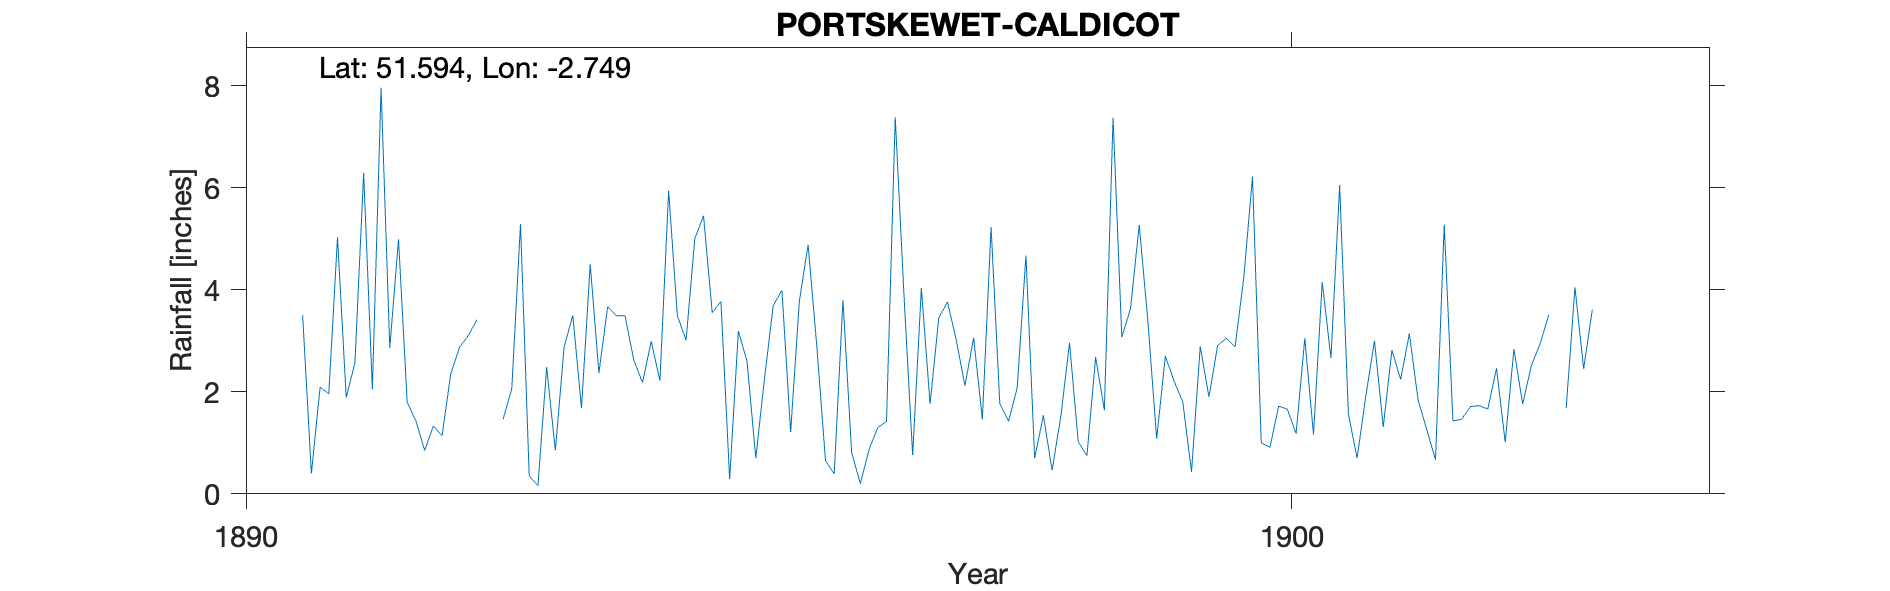 PORTSKEWET-CALDICOT
Lat: 51.594, Lon: -2.749
Rainfall [inches]
8
6
4
2
0
1890
1900
Year